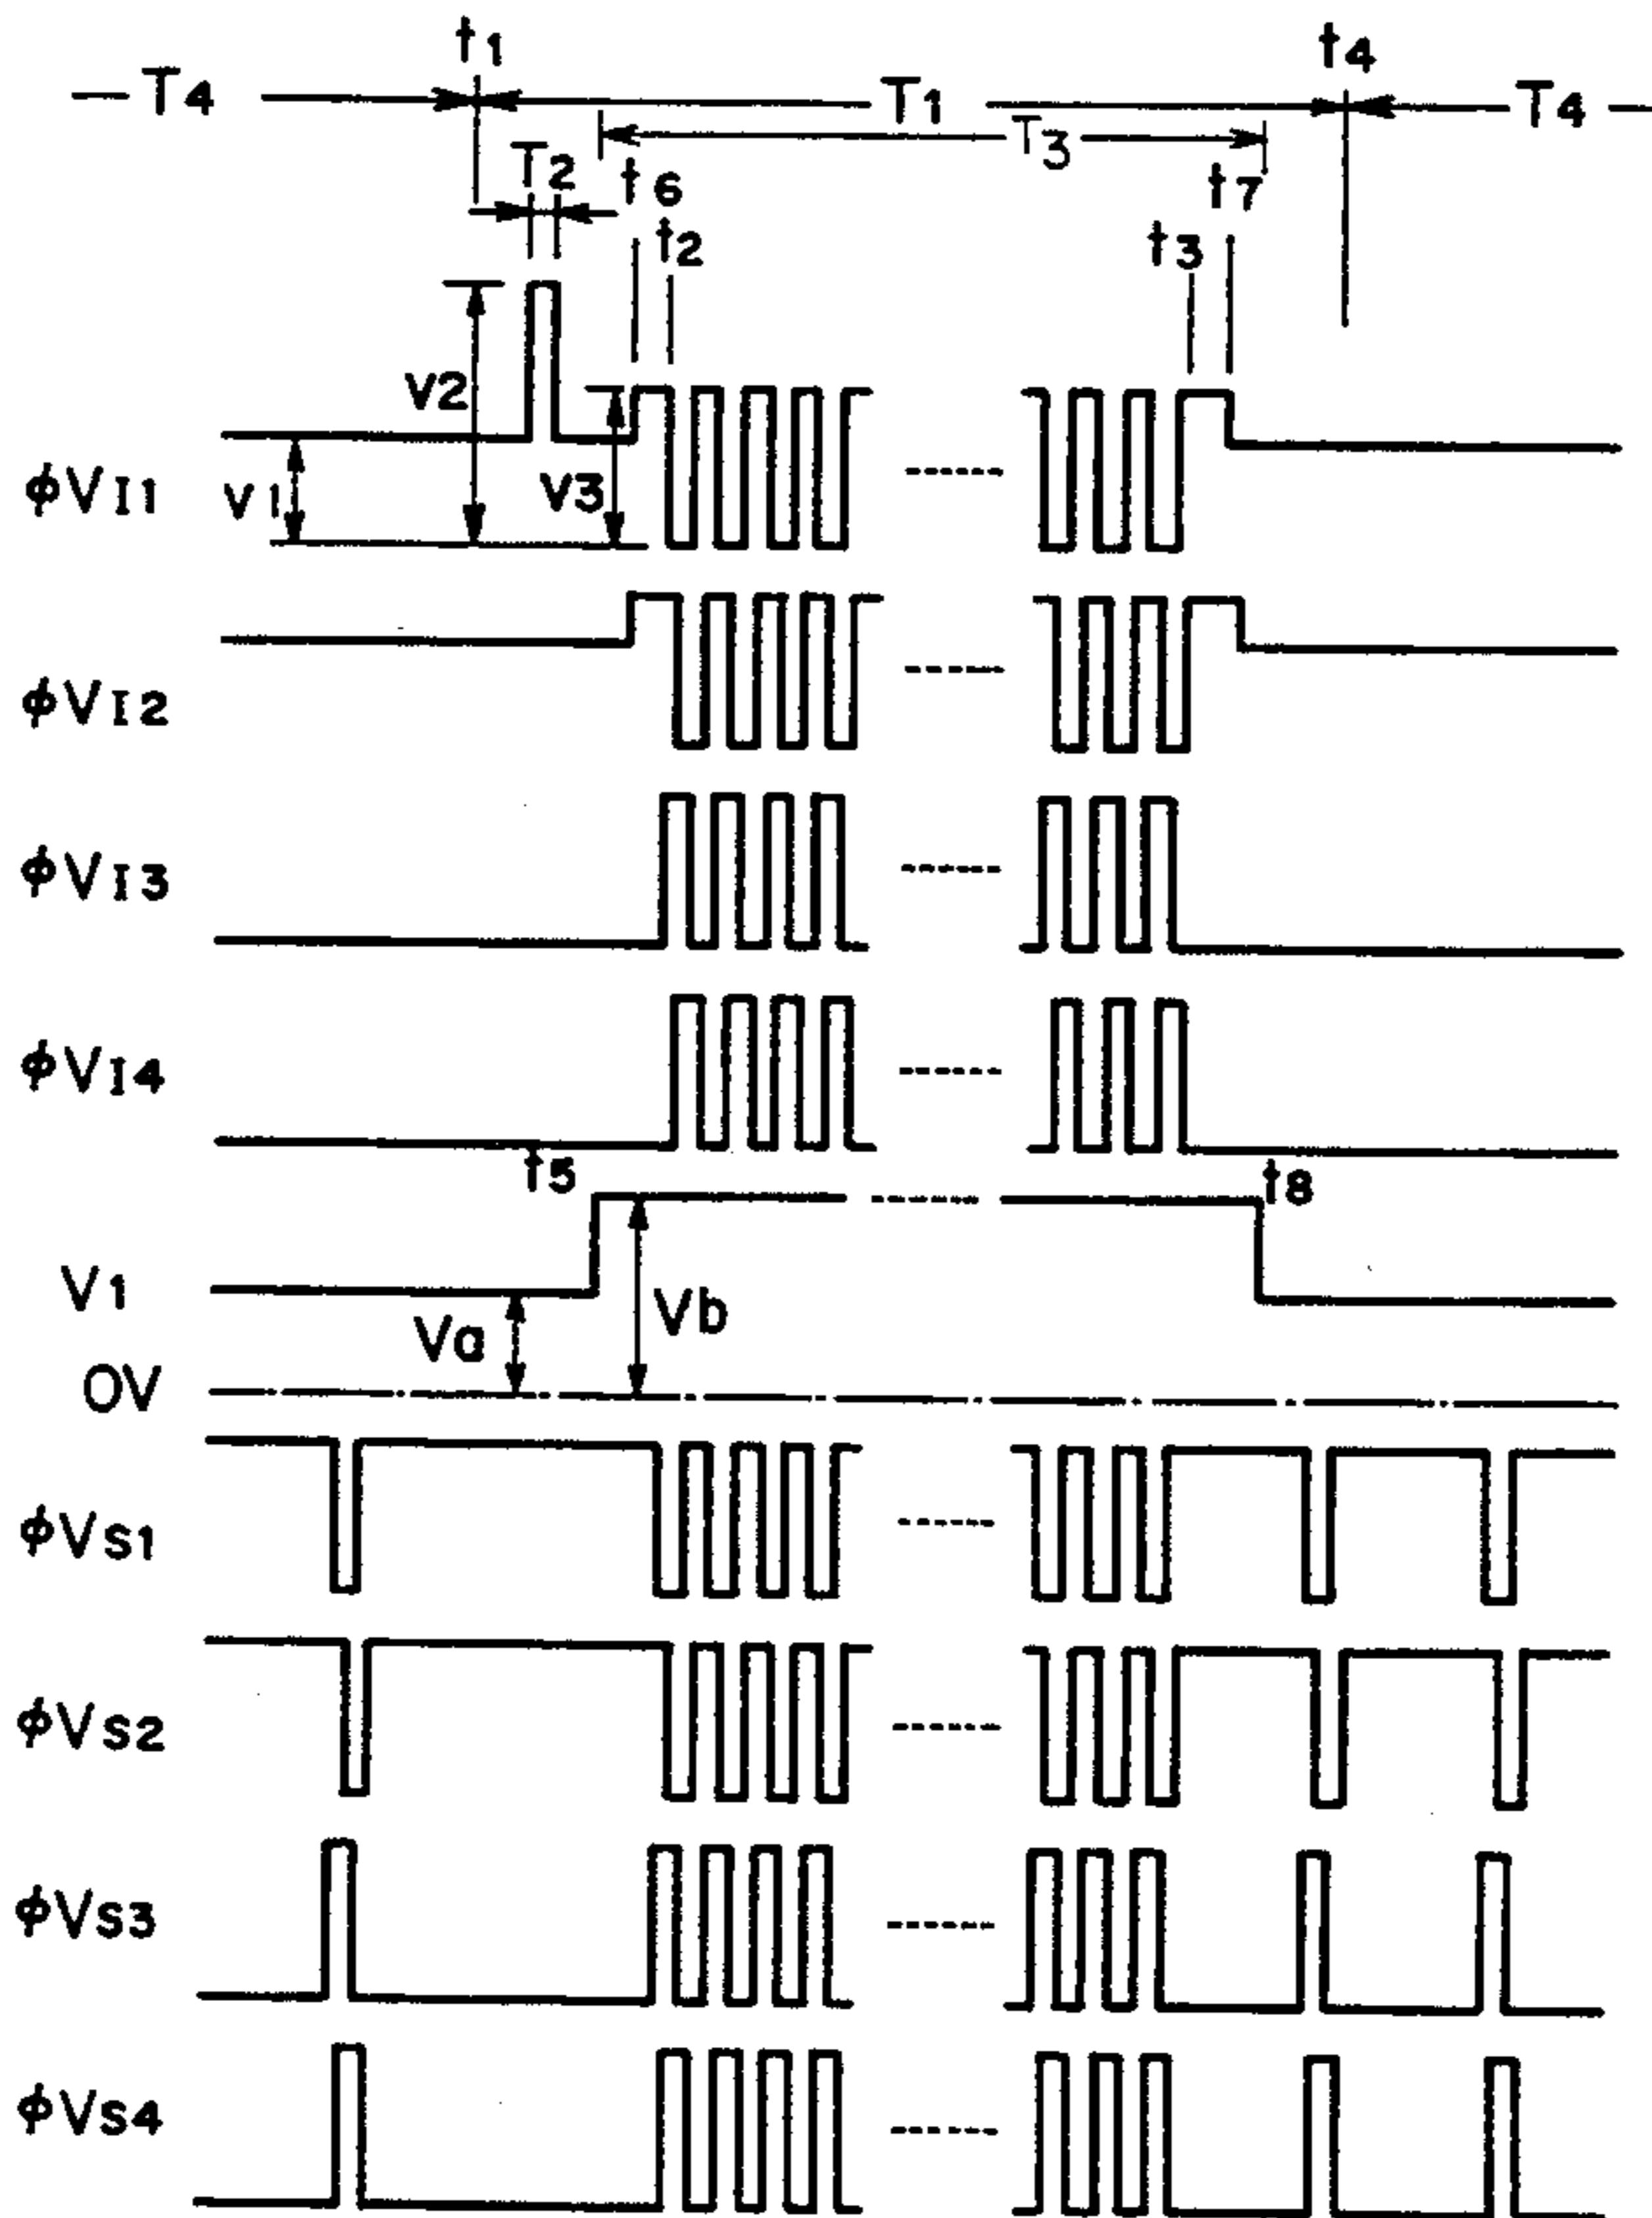 t1 t4
T4 T1 T4
T3
T2 t6 t7
t2 t3
v2
v3
v1
φVI1
φVI2
φVI3
φVI4
t5 t8
V1
Va Vb
OV
φVS1
φVS2
φVS3
φVS4